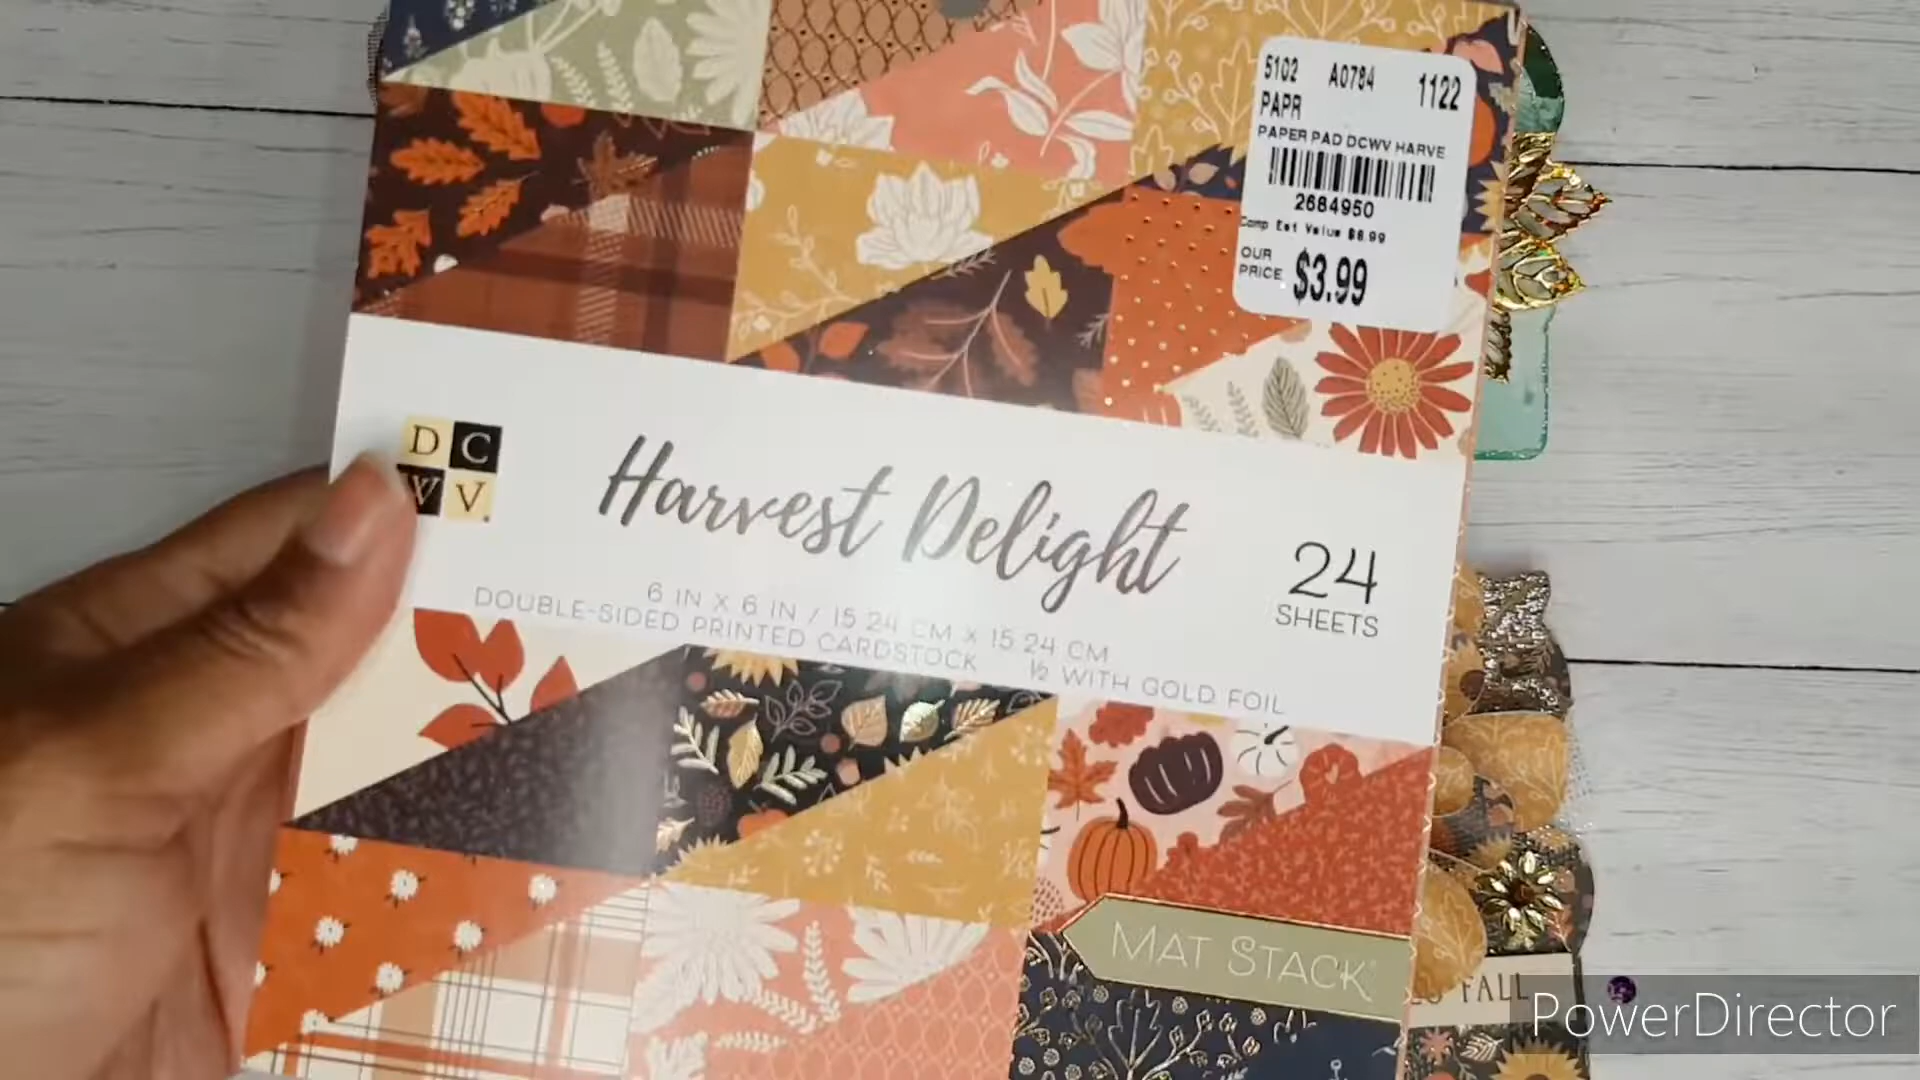 5102 A0784 1122
PAPR
PAPER PAD DCWV HARVE
2684950
Comp Est Value $6.99
OUR
PRICE $3.99
D C
W V.
Harvest Delight
24
SHEETS
6 IN X 6 IN / 15.24 CM X 15.24 CM
DOUBLE-SIDED PRINTED CARDSTOCK ½ WITH GOLD FOIL
MAT STACK
FALL
PowerDirector